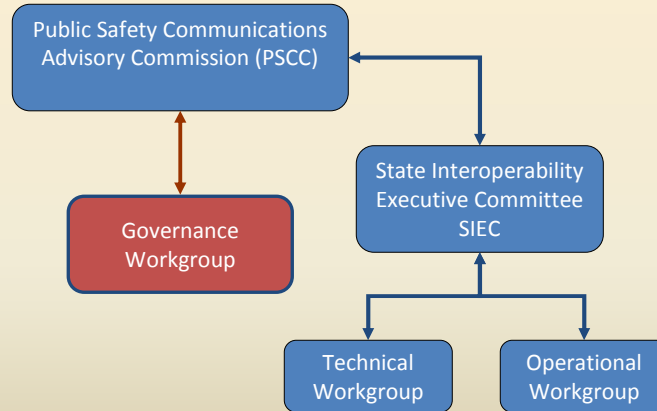 Public Safety Communications
Advisory Commission (PSCC)
State Interoperability
Executive Committee
SIEC
Governance
Workgroup
Technical
Workgroup
Operational
Workgroup